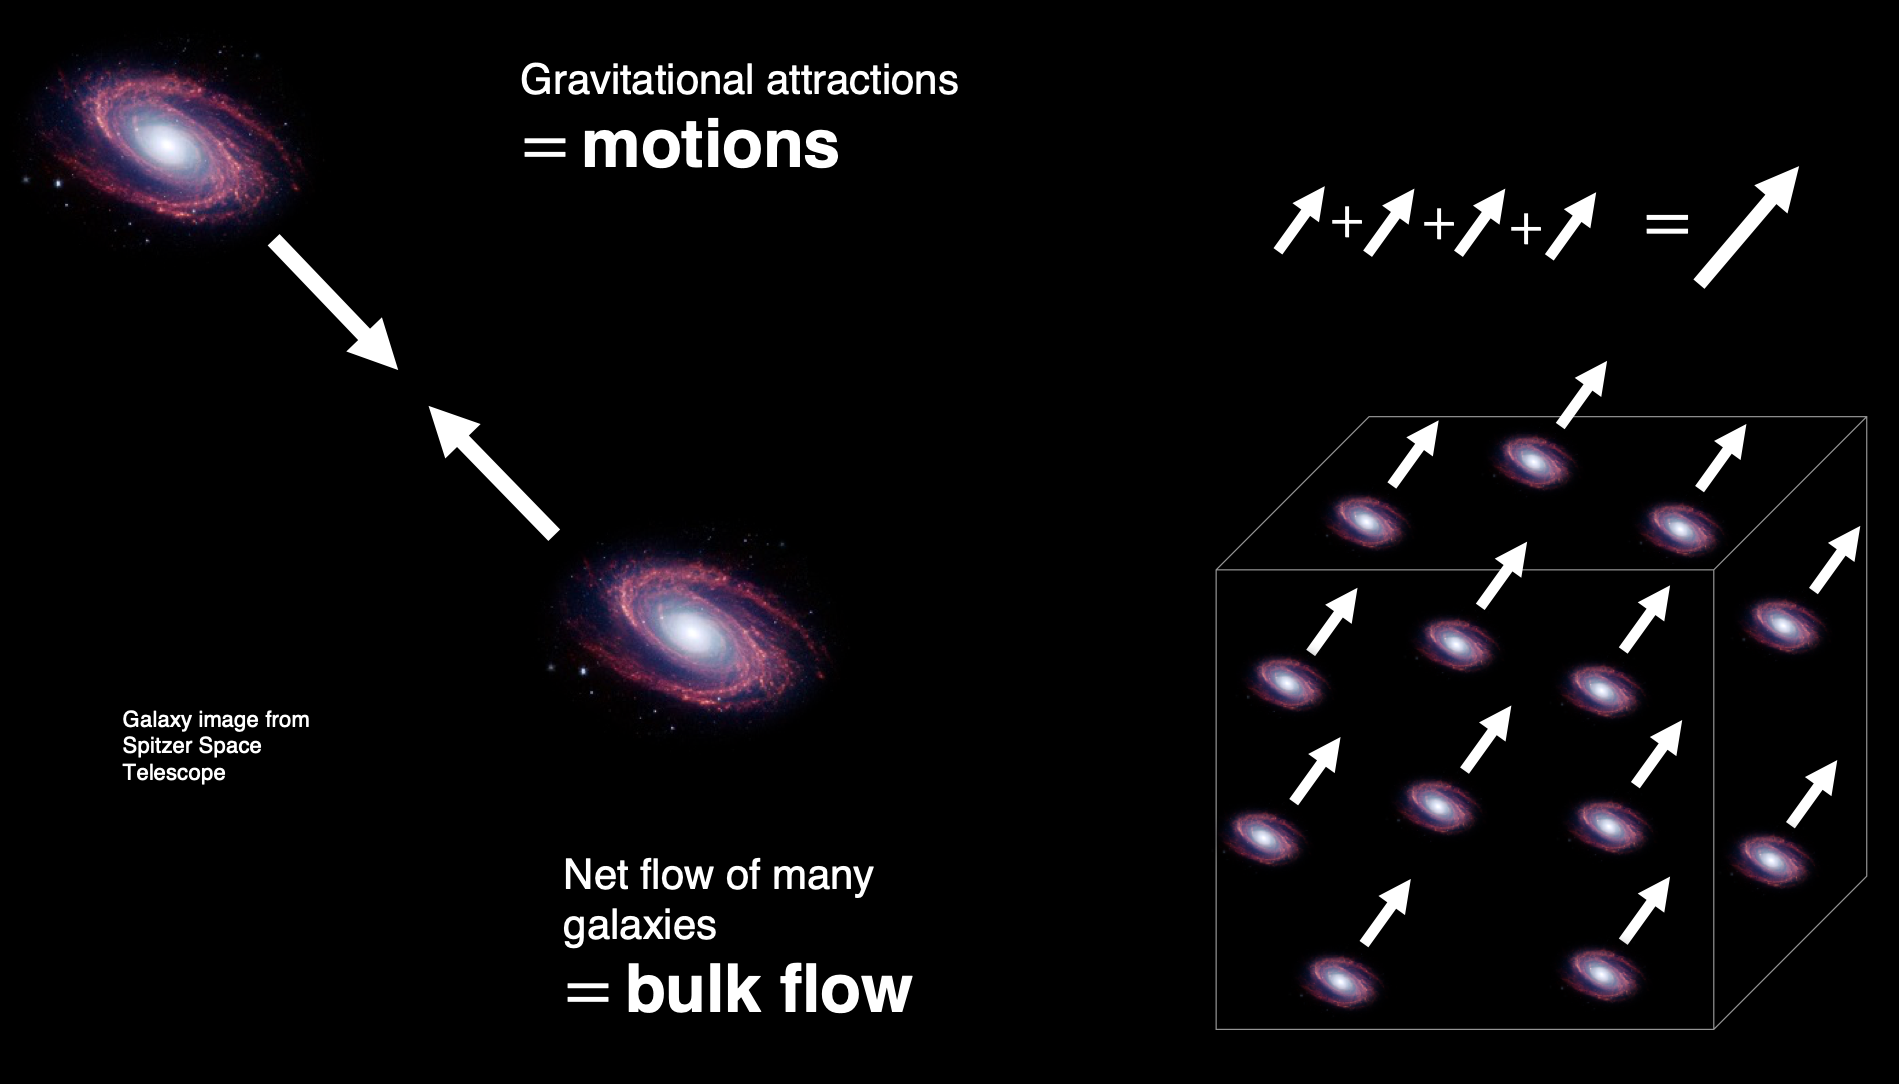 Gravitational attractions
= motions
+ + + =
Galaxy image from
Spitzer Space
Telescope
Net flow of many
galaxies
= bulk flow